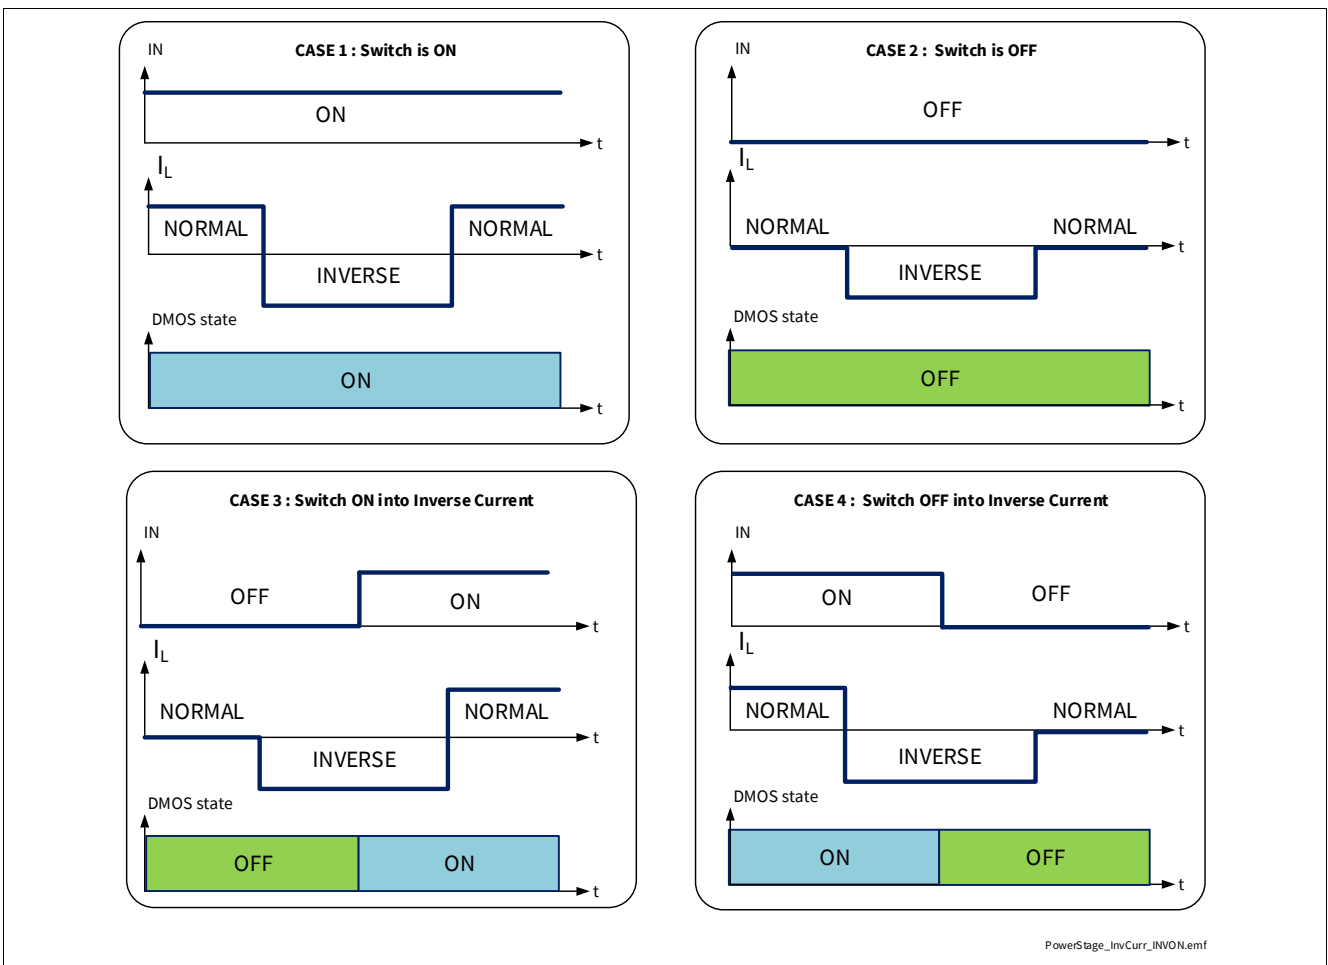 CASE 1 : Switch is ON
IN
ON
t
IL
NORMAL
NORMAL
t
INVERSE
DMOS state
ON
t
CASE 2 : Switch is OFF
IN
OFF
t
IL
NORMAL
NORMAL
t
INVERSE
DMOS state
OFF
t
CASE 3 : Switch ON into Inverse Current
IN
OFF
ON
t
IL
NORMAL
NORMAL
t
INVERSE
DMOS state
OFF
ON
t
CASE 4 : Switch OFF into Inverse Current
IN
ON
OFF
t
IL
NORMAL
NORMAL
t
INVERSE
DMOS state
ON
OFF
t
PowerStage_InvCurr_INVON.emf